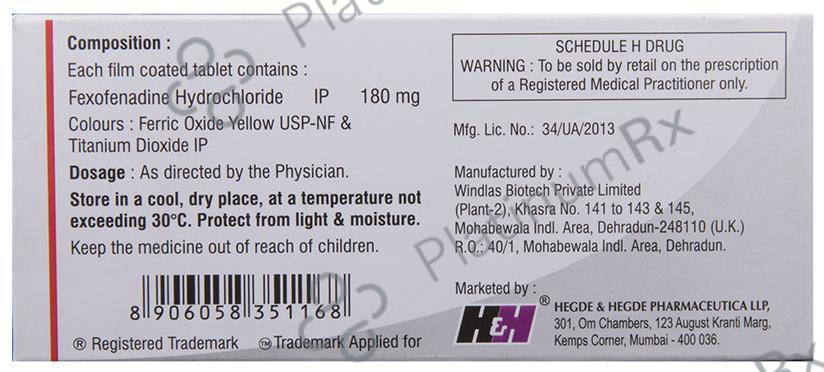 Composition :
Each film coated tablet contains :
Fexofenadine Hydrochloride IP 180 mg
Colours : Ferric Oxide Yellow USP-NF &
Titanium Dioxide IP
Dosage : As directed by the Physician.
Store in a cool, dry place, at a temperature not
exceeding 30°C. Protect from light & moisture.
Keep the medicine out of reach of children.
8 906058 351168
® Registered Trademark ™ Trademark Applied for
SCHEDULE H DRUG
WARNING : To be sold by retail on the prescription
of a Registered Medical Practitioner only.
Mfg. Lic. No.: 34/UA/2013
Manufactured by :
Windlas Biotech Private Limited
(Plant-2), Khasra No. 141 to 143 & 145,
Mohabewala Indl. Area, Dehradun-248110 (U.K.)
R.O.: 40/1, Mohabewala Indl. Area, Dehradun.
Marketed by :
H&H ®
HEGDE & HEGDE PHARMACEUTICA LLP,
301, Om Chambers, 123 August Kranti Marg,
Kemps Corner, Mumbai - 400 036.
PlatinumRx